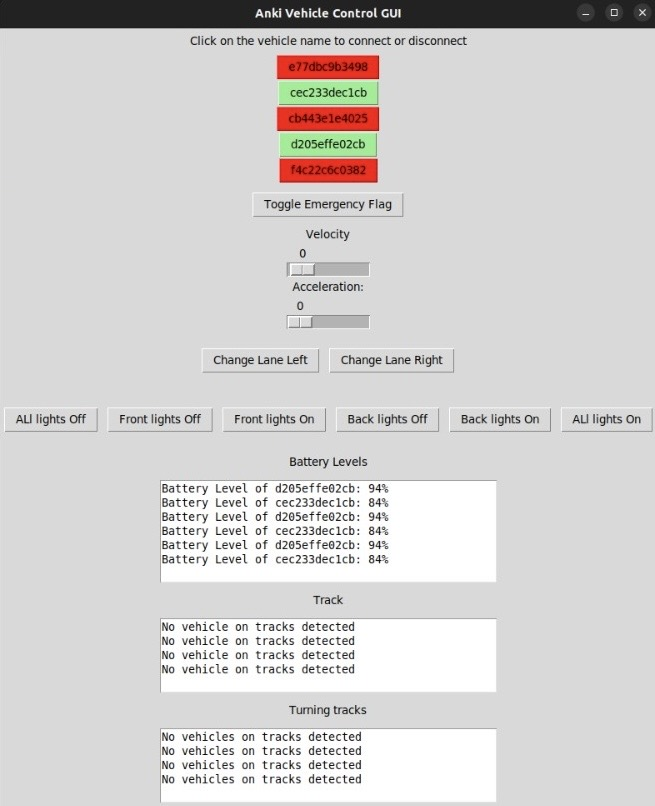 Anki Vehicle Control GUI
Click on the vehicle name to connect or disconnect
e77dbc9b3498
cec233dec1cb
cb443e1e4025
d205effe02cb
f4c22c6c0382
Toggle Emergency Flag
Velocity
0
Acceleration:
0
Change Lane Left Change Lane Right
ALl lights Off Front lights Off Front lights On Back lights Off Back lights On ALl lights On
Battery Levels
Battery Level of d205effe02cb: 94%
Battery Level of cec233dec1cb: 84%
Battery Level of d205effe02cb: 94%
Battery Level of cec233dec1cb: 84%
Battery Level of d205effe02cb: 94%
Battery Level of cec233dec1cb: 84%
Track
No vehicle on tracks detected
No vehicle on tracks detected
No vehicle on tracks detected
No vehicle on tracks detected
Turning tracks
No vehicles on tracks detected
No vehicles on tracks detected
No vehicles on tracks detected
No vehicles on tracks detected